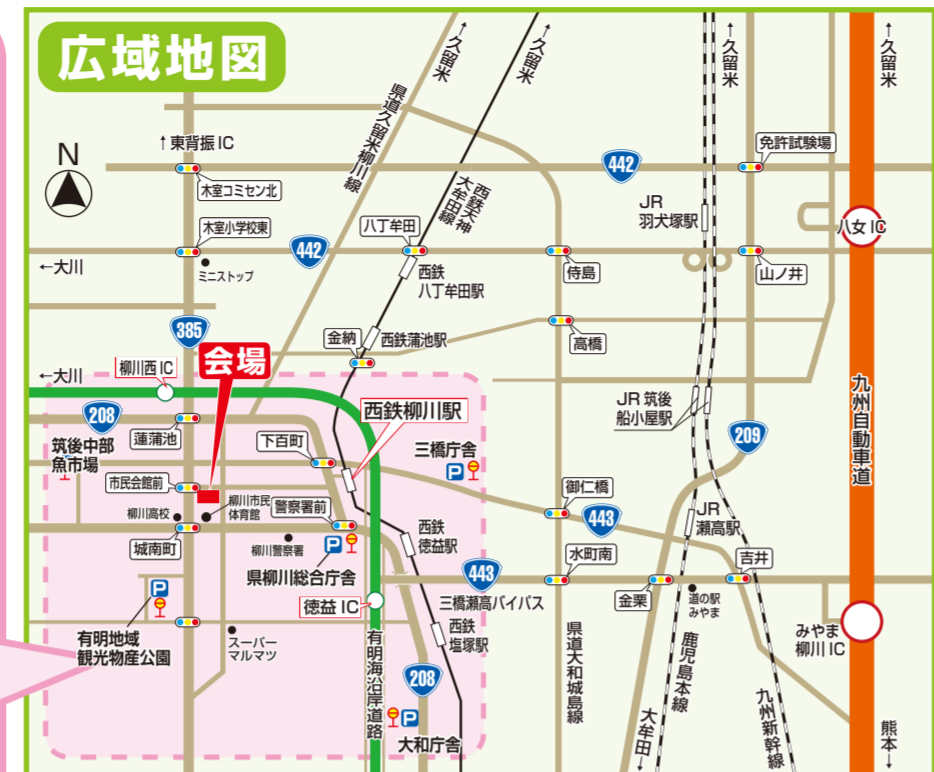 広域地図
N
↑東背振IC
木室コミセン北
木室小学校東
ミニストップ
←大川
442
県道久留米柳川線
↑久留米
西鉄天神
大牟田線
↑久留米
八丁牟田
西鉄
八丁牟田駅
侍島
高橋
442
免許試験場
↑久留米
↑久留米
JR
羽犬塚駅
八女IC
山ノ井
385
金納
西鉄蒲池駅
←大川
柳川西IC
会場
208
蓮蒲池
筑後中部
魚市場
下百町
西鉄柳川駅
三橋庁舎
P
市民会館前
柳川高校
柳川市民
体育館
城南町
警察署前
柳川警察署
P
県柳川総合庁舎
西鉄
徳益駅
徳益IC
443
三橋瀬高バイパス
西鉄
塩塚駅
P
有明地域
観光物産公園
スーパー
マルマツ
有明海沿岸道路
208
P
大和庁舎
JR筑後
船小屋駅
209
九州自動車道
御仁橋
443
JR
瀬高駅
水町南
金栗
吉井
道の駅
みやま
県道大和城島線
鹿児島本線
大牟田↓
九州新幹線
みやま
柳川IC
熊本↓